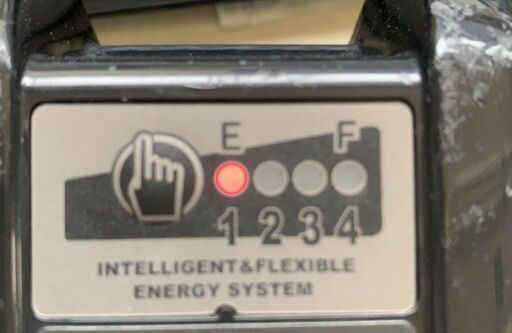 E F
1 2 3 4
INTELLIGENT&FLEXIBLE
ENERGY SYSTEM